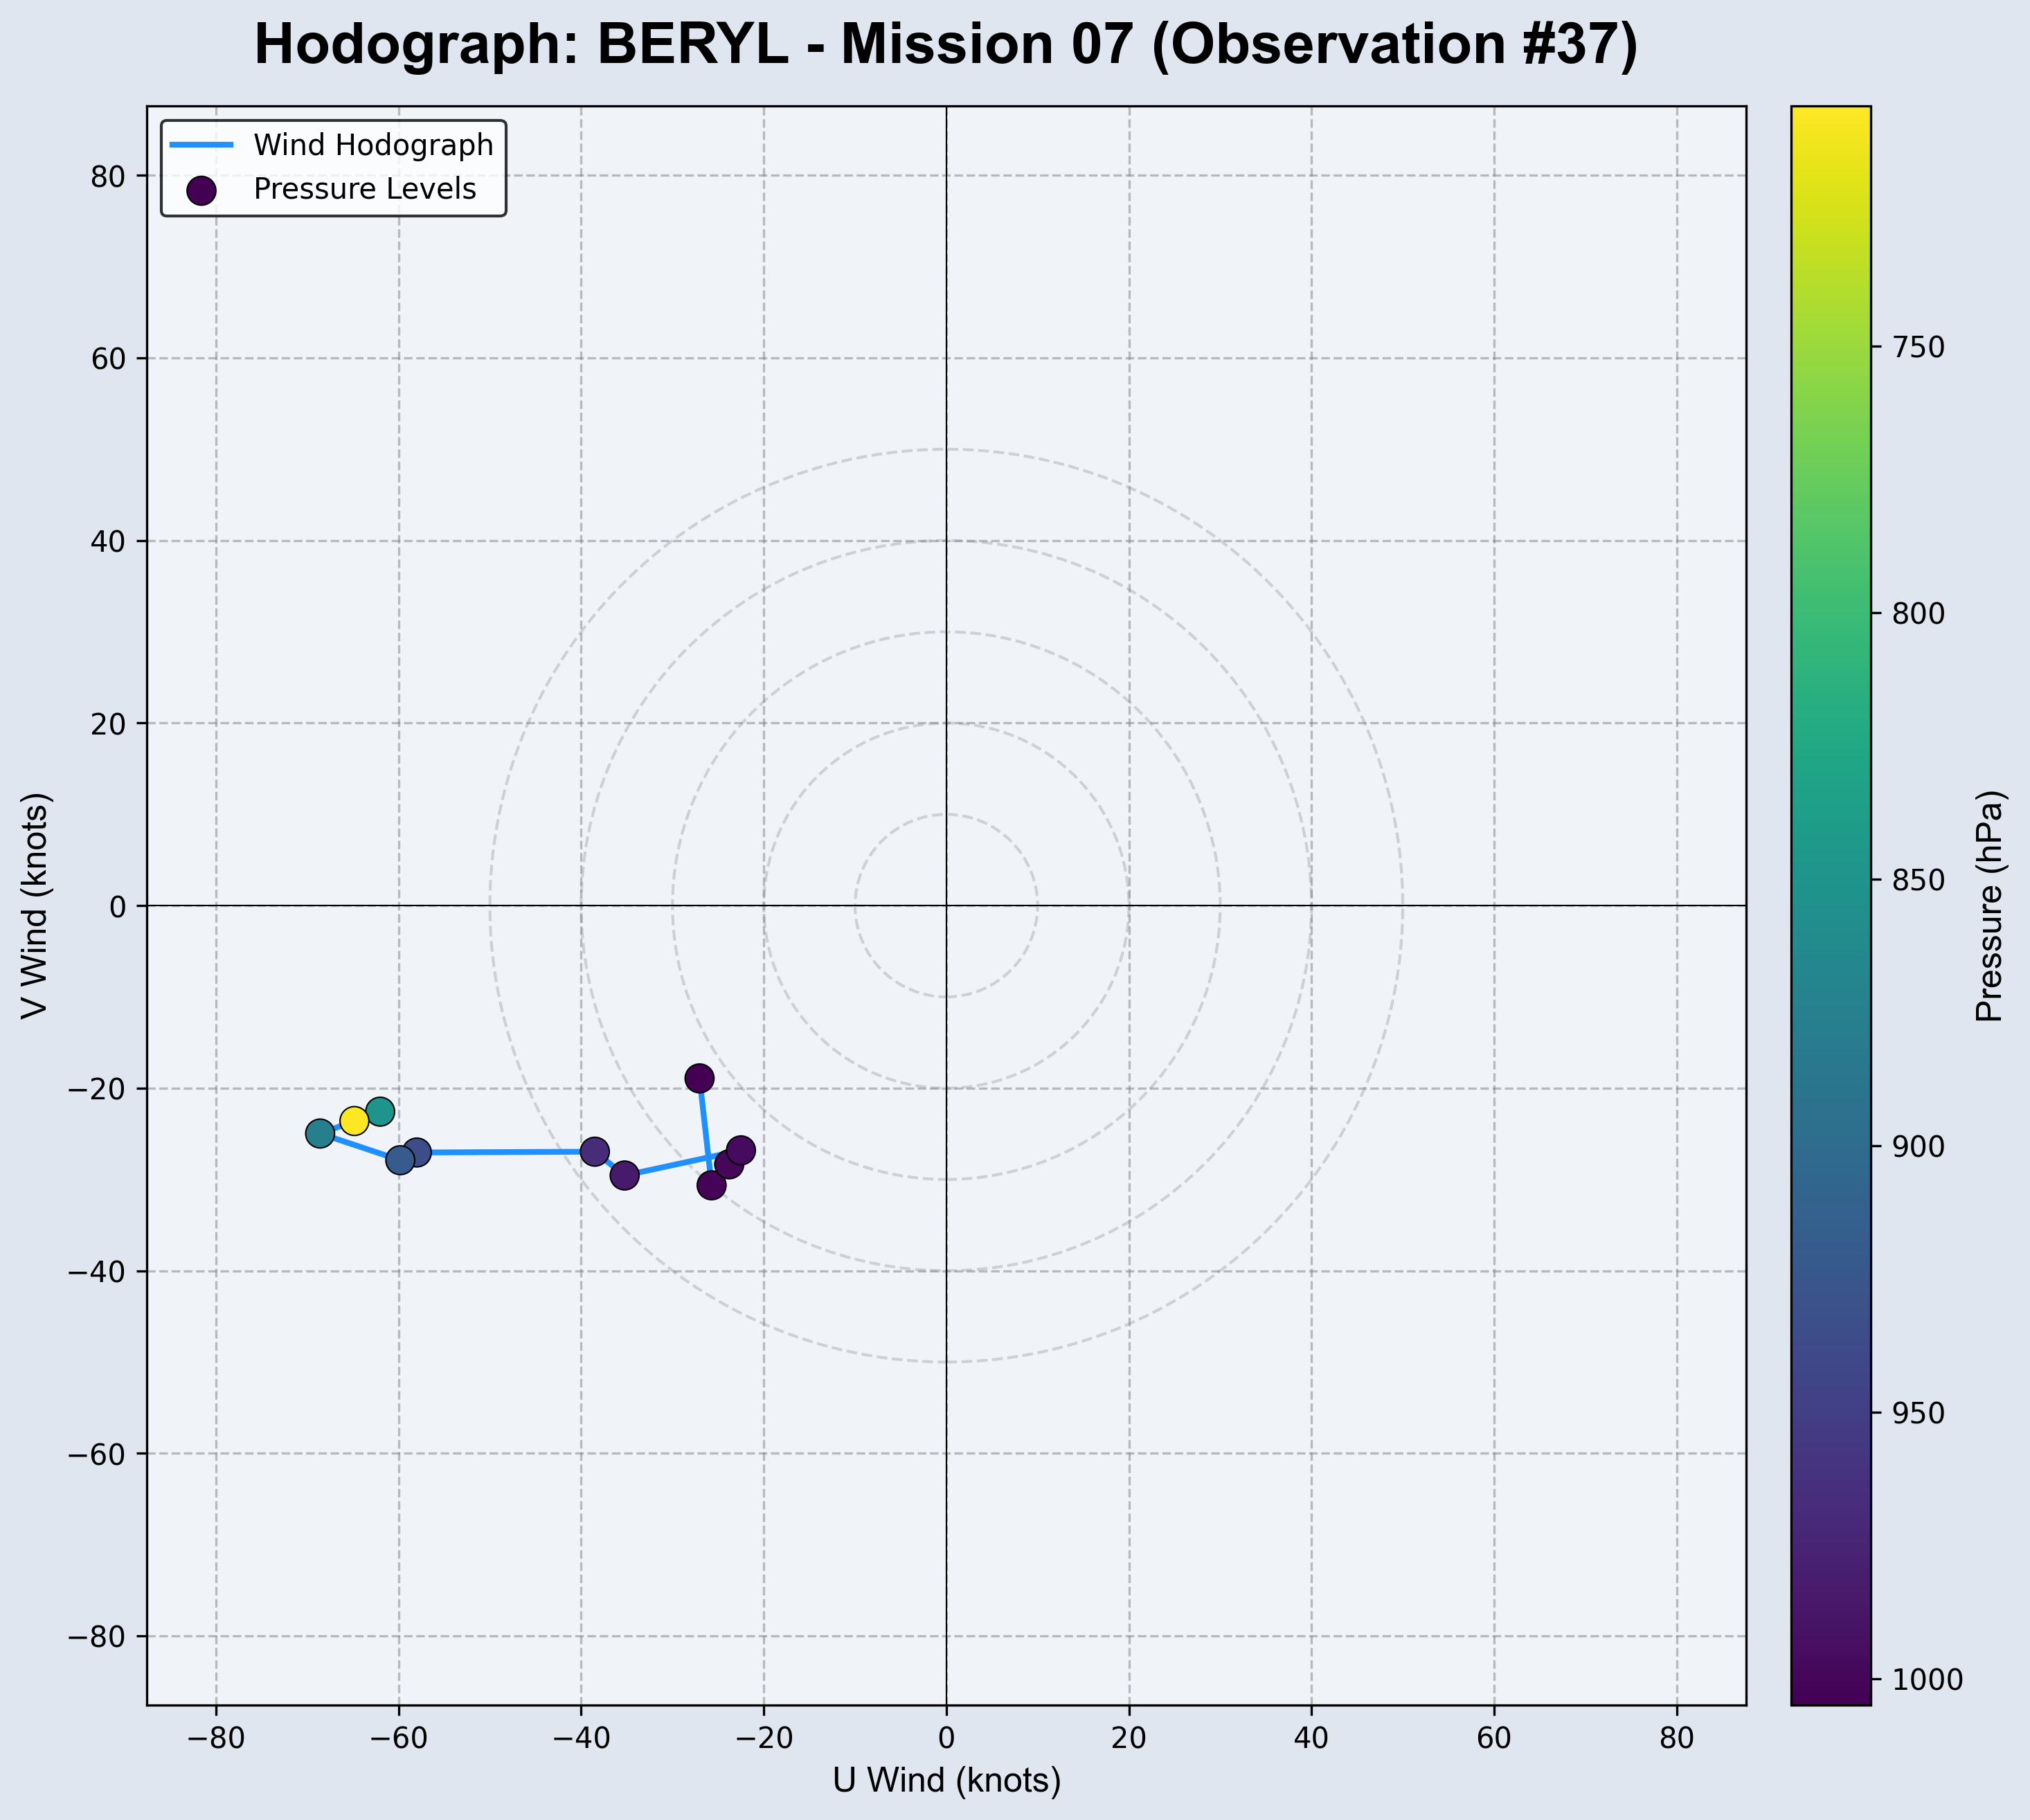 Hodograph: BERYL - Mission 07 (Observation #37)
Wind Hodograph
Pressure Levels
80
60
40
20
0
−20
−40
−60
−80
V Wind (knots)
−80 −60 −40 −20 0 20 40 60 80
U Wind (knots)
750
800
850
900
950
1000
Pressure (hPa)